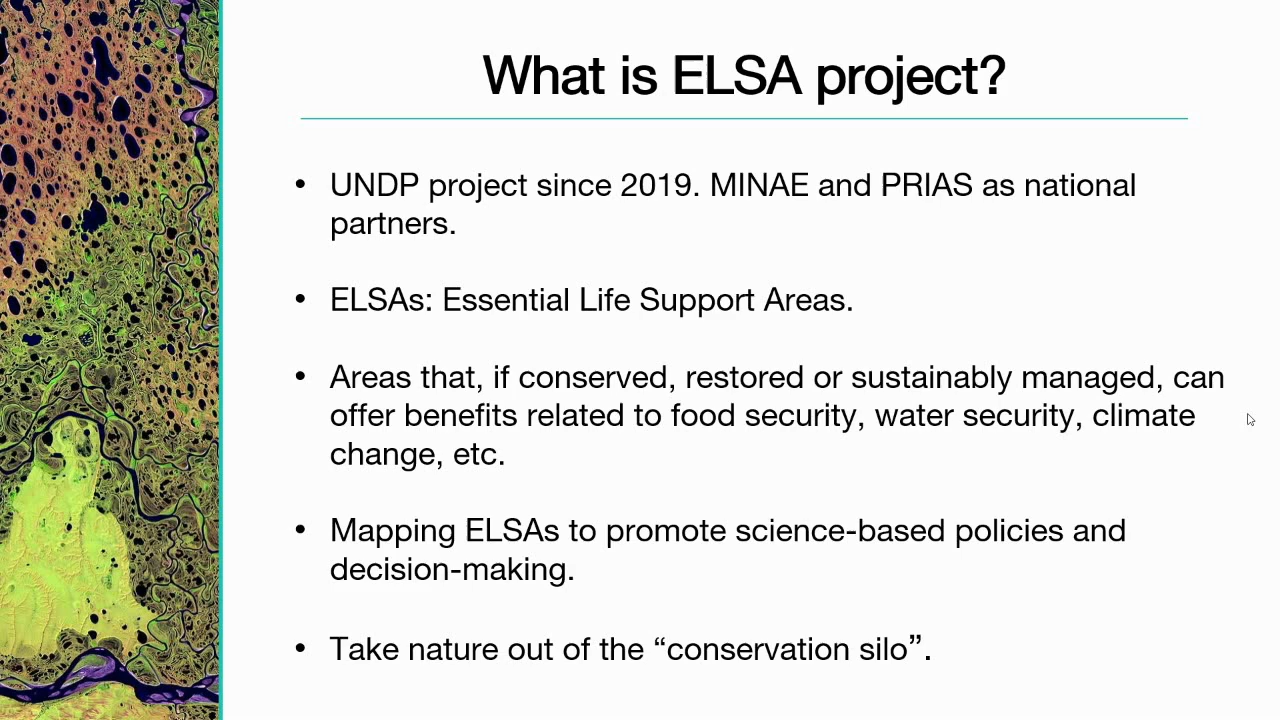 What is ELSA project?
• UNDP project since 2019. MINAE and PRIAS as national
partners.
• ELSAs: Essential Life Support Areas.
• Areas that, if conserved, restored or sustainably managed, can
offer benefits related to food security, water security, climate
change, etc.
• Mapping ELSAs to promote science-based policies and
decision-making.
• Take nature out of the “conservation silo”.